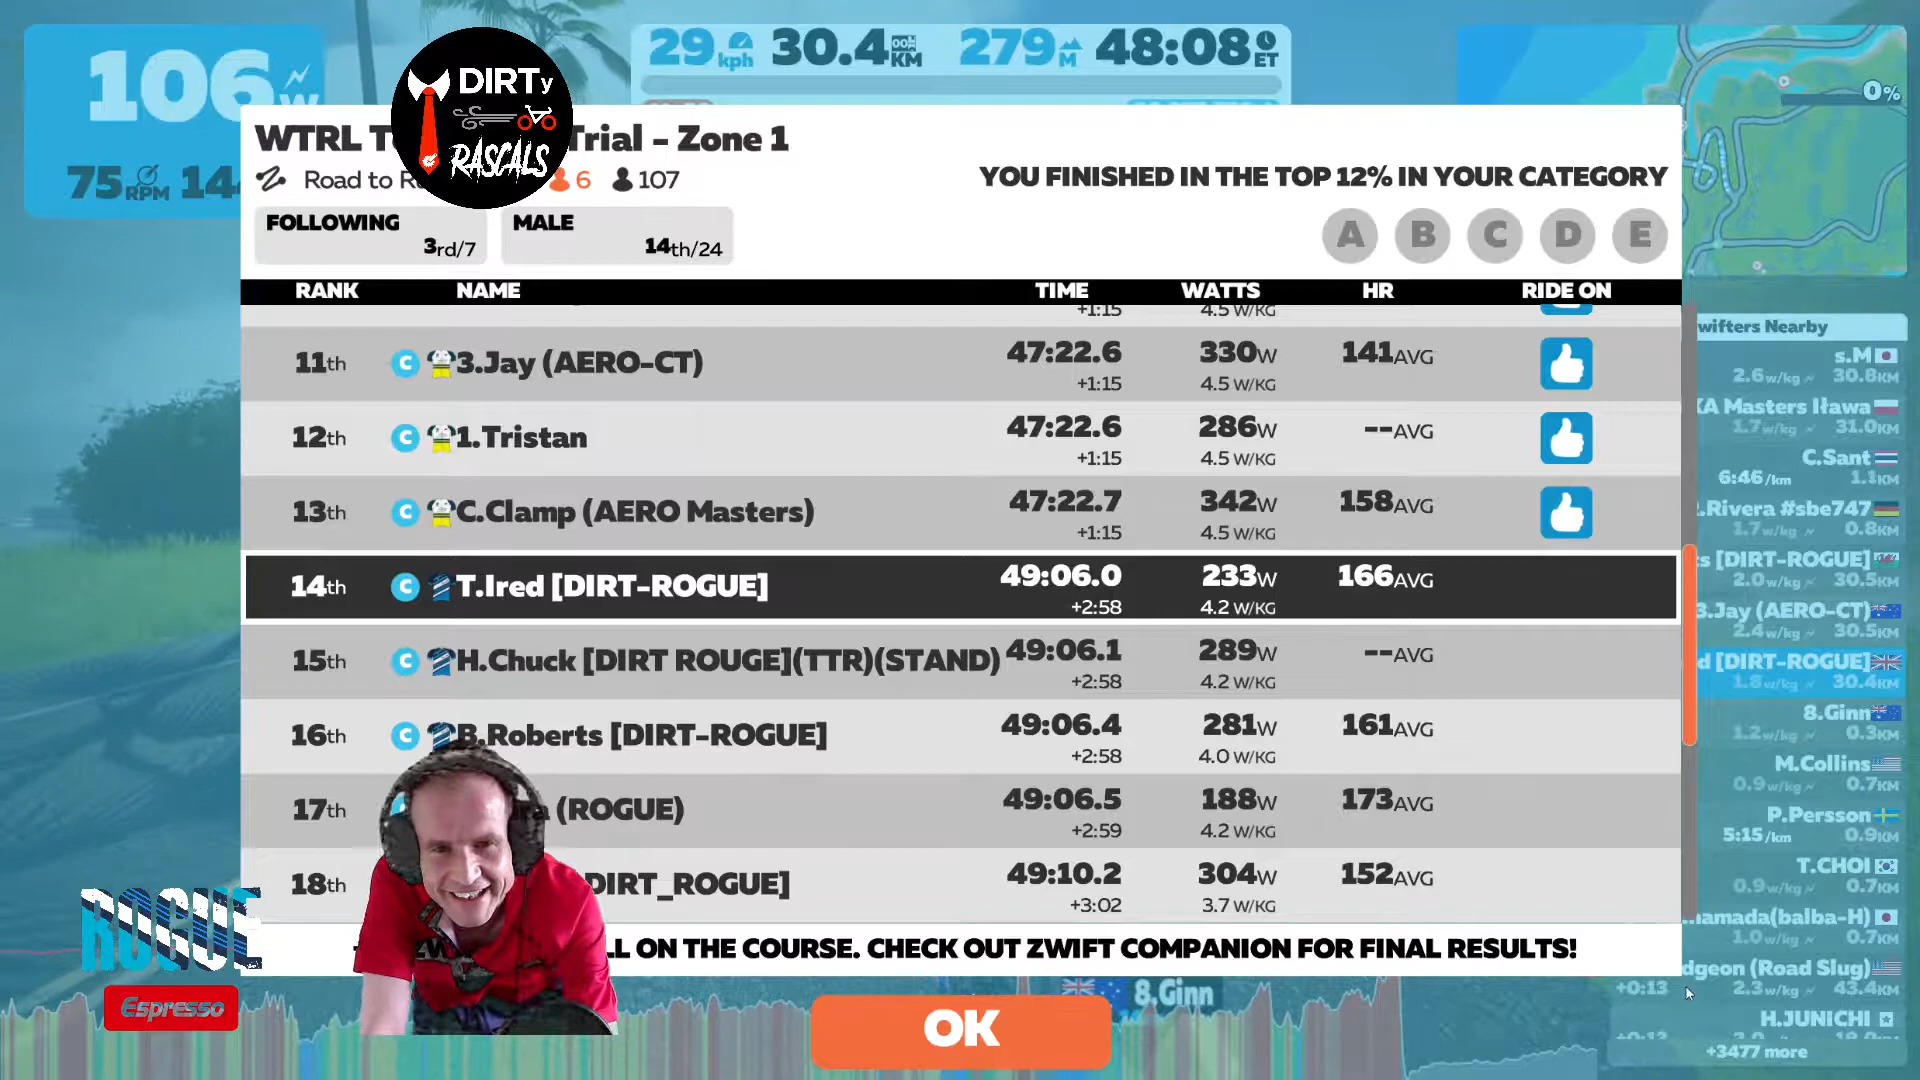 106w
75RPM 14
29kph 30.4KM 279M 48:08ET
0%
DIRTy
RASCALS
WTRL T Trial - Zone 1
Road to R 6 107
YOU FINISHED IN THE TOP 12% IN YOUR CATEGORY
FOLLOWING
3rd/7
MALE
14th/24
A B C D E
RANK NAME TIME WATTS HR RIDE ON
+1:15 4.5 W/KG
11th C 3.Jay (AERO-CT) 47:22.6 330W 141AVG
+1:15 4.5 W/KG
12th C 1.Tristan 47:22.6 286W --AVG
+1:15 4.5 W/KG
13th C C.Clamp (AERO Masters) 47:22.7 342W 158AVG
+1:15 4.5 W/KG
14th C T.Ired [DIRT-ROGUE] 49:06.0 233W 166AVG
+2:58 4.2 W/KG
15th C H.Chuck [DIRT ROUGE](TTR)(STAND) 49:06.1 289W --AVG
+2:58 4.2 W/KG
16th C B.Roberts [DIRT-ROGUE] 49:06.4 281W 161AVG
+2:58 4.0 W/KG
17th (ROGUE) 49:06.5 188W 173AVG
+2:59 4.2 W/KG
18th DIRT_ROGUE] 49:10.2 304W 152AVG
+3:02 3.7 W/KG
LL ON THE COURSE. CHECK OUT ZWIFT COMPANION FOR FINAL RESULTS!
OK
8.Ginn
ROGUE
Espresso
wifters Nearby
s.M
2.6w/kg 30.8KM
KA Masters Iława
1.7w/kg 31.0KM
C.Sant
6:46/km 1.1KM
.Rivera #sbe747
1.7w/kg 0.8KM
s [DIRT-ROGUE]
2.0w/kg 30.5KM
3.Jay (AERO-CT)
2.4w/kg 30.5KM
d [DIRT-ROGUE]
1.8w/kg 30.4KM
8.Ginn
1.2w/kg 0.3KM
M.Collins
0.9w/kg 0.7KM
P.Persson
5:15/km 0.9KM
T.CHOI
0.9w/kg 0.7KM
amada(balba-H)
1.0w/kg 0.7KM
dgeon (Road Slug)
+0:13 2.3w/kg 43.4KM
H.JUNICHI
+3477 more